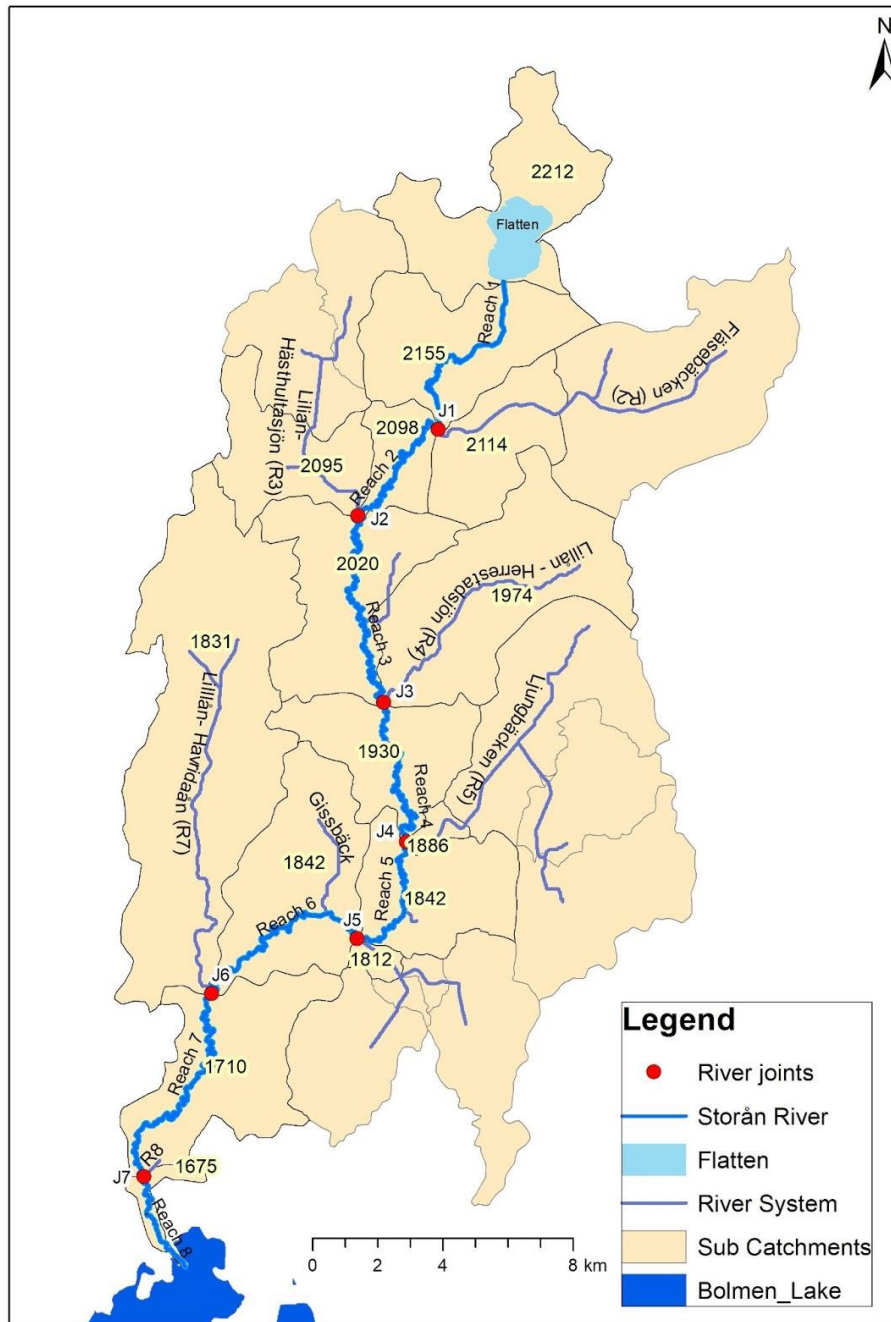 N
2212
Flatten
Reach 1
2155
Fläsebäcken (R2)
Lillån-
Hästhultasjön (R3)
J1
2098
2114
2095
Reach 2
J2
2020
Lillån - Herrestadsjön (R4)
1974
Reach 3
1831
J3
Ljungbäcken (R5)
Lillilån- Havridaån (R7)
1930
Reach 4
Gissbäck
J4
1886
1842
Reach 5
1842
Reach 6
J5
1812
J6
Reach 7
1710
R8
1675
J7
Reach 8
0 2 4 8 km
Legend
River joints
Storån River
Flatten
River System
Sub Catchments
Bolmen_Lake